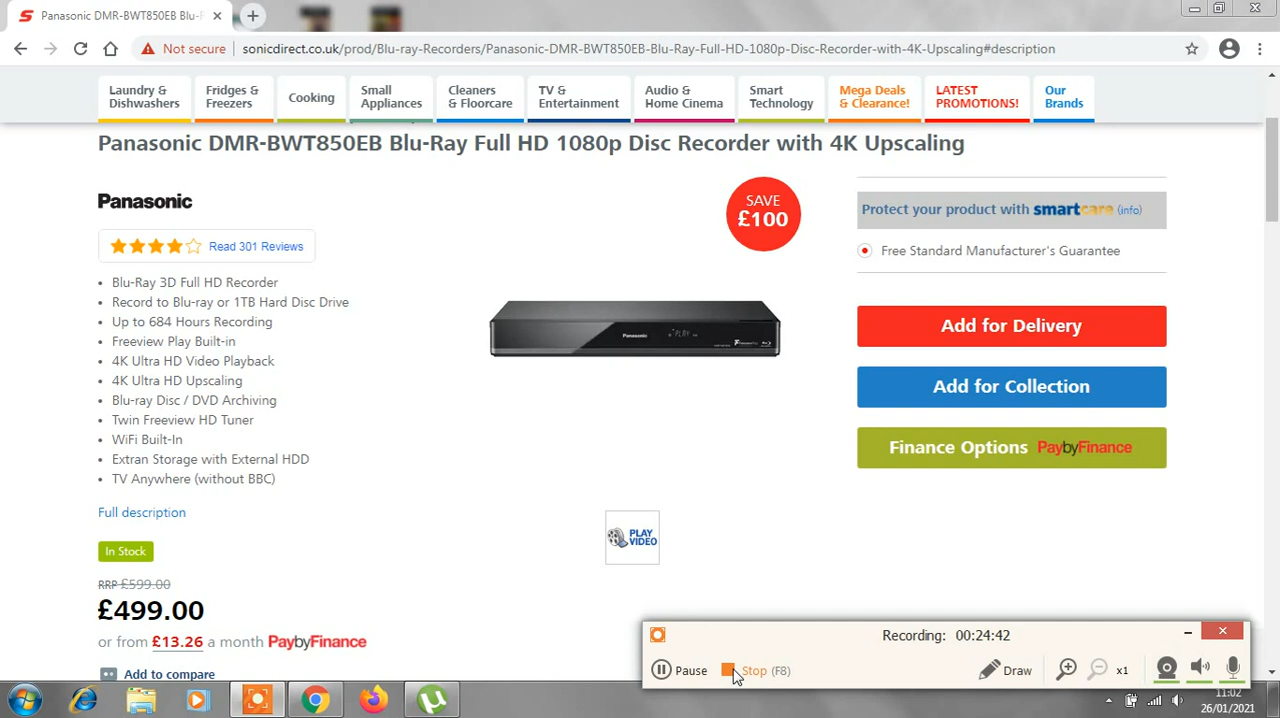 Panasonic DMR-BWT850EB Blu-R
Not secure
sonicdirect.co.uk/prod/Blu-ray-Recorders/Panasonic-DMR-BWT850EB-Blu-Ray-Full-HD-1080p-Disc-Recorder-with-4K-Upscaling#description
Laundry & Dishwashers
Fridges & Freezers
Cooking
Small Appliances
Cleaners & Floorcare
TV & Entertainment
Audio & Home Cinema
Smart Technology
Mega Deals & Clearance!
LATEST PROMOTIONS!
Our Brands
Panasonic DMR-BWT850EB Blu-Ray Full HD 1080p Disc Recorder with 4K Upscaling
Panasonic
Read 301 Reviews
Blu-Ray 3D Full HD Recorder
Record to Blu-ray or 1TB Hard Disc Drive
Up to 684 Hours Recording
Freeview Play Built-in
4K Ultra HD Video Playback
4K Ultra HD Upscaling
Blu-ray Disc / DVD Archiving
Twin Freeview HD Tuner
WiFi Built-In
Extran Storage with External HDD
TV Anywhere (without BBC)
Full description
In Stock
RRP £599.00
£499.00
or from £13.26 a month PaybyFinance
Add to compare
SAVE
£100
Panasonic
PLAY
PLAY
VIDEO
Protect your product with smartcare (info)
Free Standard Manufacturer's Guarantee
Add for Delivery
Add for Collection
Finance Options PaybyFinance
Recording: 00:24:42
Pause
Stop (F8)
Draw
x1
11:02
26/01/2021